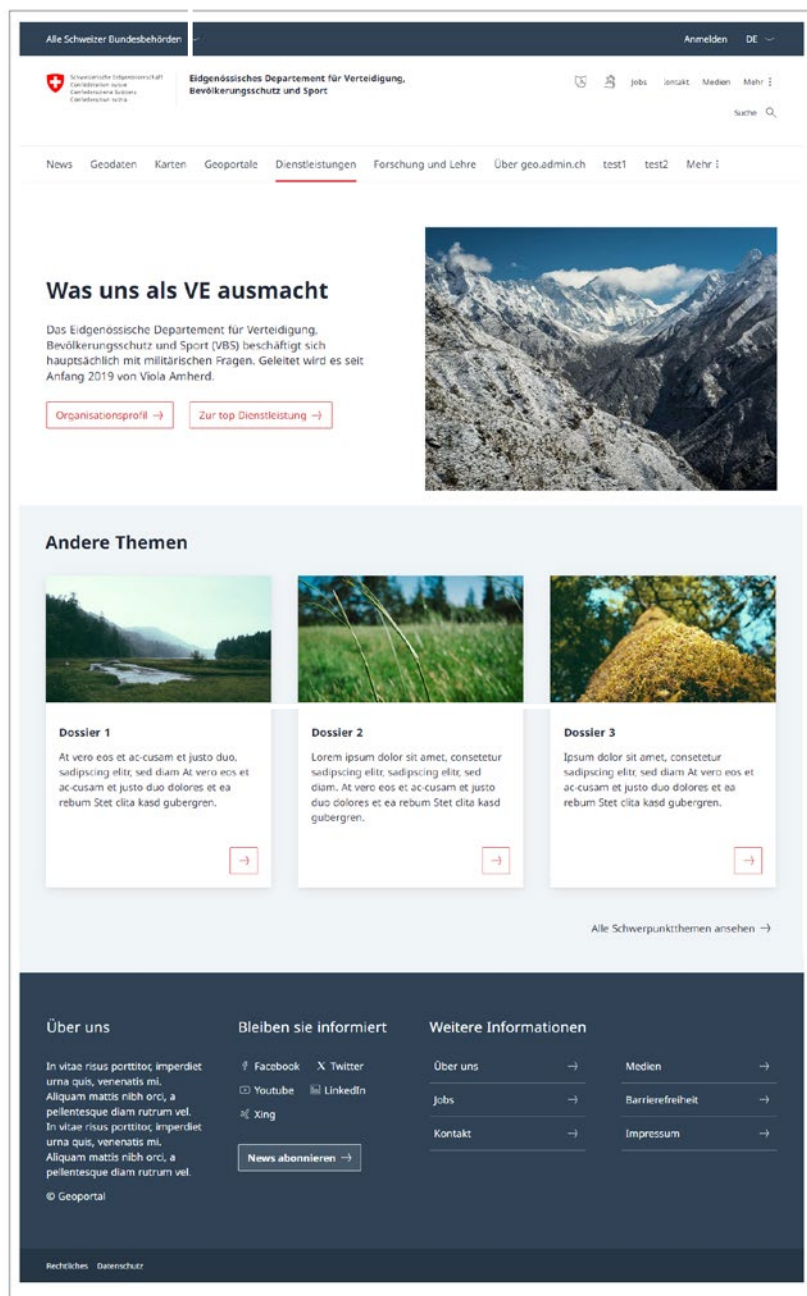 Alle Schweizer Bundesbehörden
Anmelden DE
Schweizerische Eidgenossenschaft
Confédération suisse
Confederazione Svizzera
Confederaziun svizra
Eidgenössisches Departement für Verteidigung,
Bevölkerungsschutz und Sport
Jobs Kontakt Medien Mehr
Suche
News Geodaten Karten Geoportale Dienstleistungen Forschung und Lehre Über geo.admin.ch test1 test2 Mehr
Was uns als VE ausmacht
Das Eidgenössische Departement für Verteidigung,
Bevölkerungsschutz und Sport (VBS) beschäftigt sich
hauptsächlich mit militärischen Fragen. Geleitet wird es seit
Anfang 2019 von Viola Amherd.
Organisationsprofil → Zur top Dienstleistung →
Andere Themen
Dossier 1
At vero eos et ac-cusam et justo duo,
sadipscing elitr, sed diam At vero eos et
ac-cusam et justo duo dolores et ea
rebum Stet clita kasd gubergren.
Dossier 2
Lorem ipsum dolor sit amet, consetetur
sadipscing elitr, sadipscing elitr, sed
diam. At vero eos et ac-cusam et justo
duo dolores et ea rebum Stet clita kasd
gubergren.
Dossier 3
Ipsum dolor sit amet, consetetur
sadipscing elitr, sed diam At vero eos et
ac-cusam et justo duo dolores et ea
rebum Stet clita kasd gubergren.
Alle Schwerpunktthemen ansehen →
Über uns
In vitae risus porttitor, imperdiet
urna quis, venenatis mi.
Aliquam mattis nibh orci, a
pellentesque diam rutrum vel.
In vitae risus porttitor, imperdiet
urna quis, venenatis mi.
Aliquam mattis nibh orci, a
pellentesque diam rutrum vel.
© Geoportal
Bleiben sie informiert
Facebook X Twitter
Youtube LinkedIn
Xing
News abonnieren →
Weitere Informationen
Über uns →
Jobs →
Kontakt →
Medien →
Barrierefreiheit →
Impressum →
Rechtliches Datenschutz